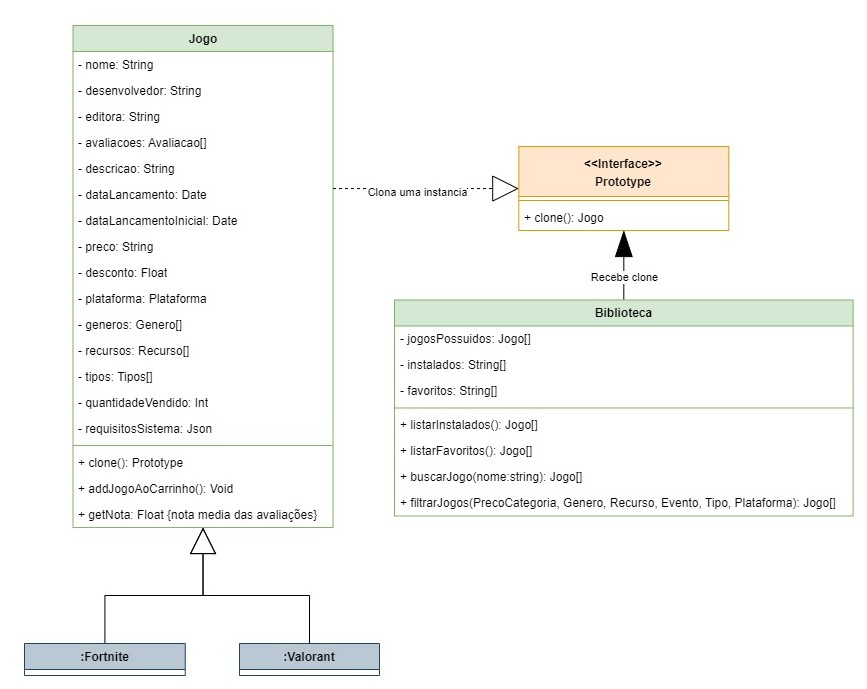 Jogo
- nome: String
- desenvolvedor: String
- editora: String
- avaliacoes: Avaliacao[]
- descricao: String
- dataLancamento: Date
- dataLancamentoInicial: Date
- preco: String
- desconto: Float
- plataforma: Plataforma
- generos: Genero[]
- recursos: Recurso[]
- tipos: Tipos[]
- quantidadeVendido: Int
- requisitosSistema: Json
+ clone(): Prototype
+ addJogoAoCarrinho(): Void
+ getNota: Float {nota media das avaliações}
Clona uma instancia
<<Interface>>
Prototype
+ clone(): Jogo
Recebe clone
Biblioteca
- jogosPossuidos: Jogo[]
- instalados: String[]
- favoritos: String[]
+ listarInstalados(): Jogo[]
+ listarFavoritos(): Jogo[]
+ buscarJogo(nome:string): Jogo[]
+ filtrarJogos(PrecoCategoria, Genero, Recurso, Evento, Tipo, Plataforma): Jogo[]
:Fortnite
:Valorant